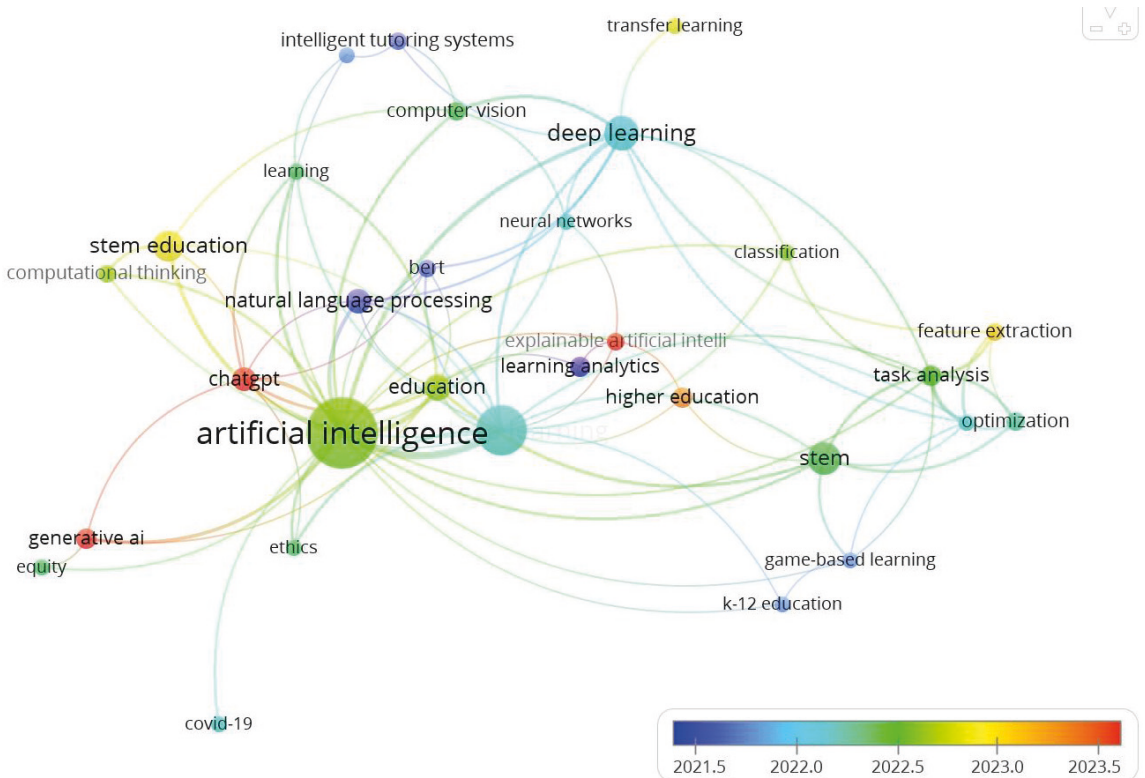 transfer learning
intelligent tutoring systems
computer vision
deep learning
learning
neural networks
stem education
classification
computational thinking
bert
natural language processing
feature extraction
explainable artificial intelli
learning analytics
task analysis
chatgpt
education
higher education
optimization
artificial intelligence
learning
stem
generative ai
ethics
equity
game-based learning
k-12 education
covid-19
2021.5 2022.0 2022.5 2023.0 2023.5